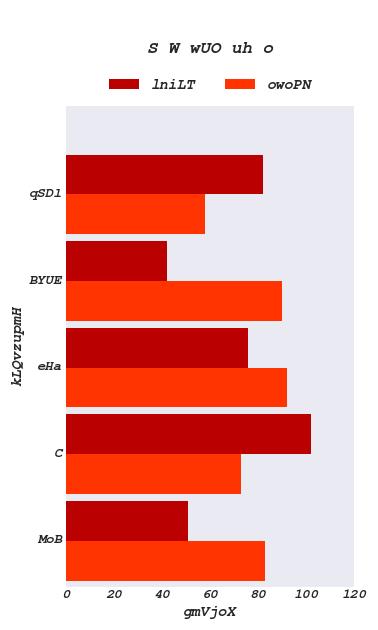 S W wUO uh o
lniLT owoPN
qSDl
BYUE
eHa
C
MoB
kLQvzupmH
0 20 40 60 80 100 120
gmVjoX